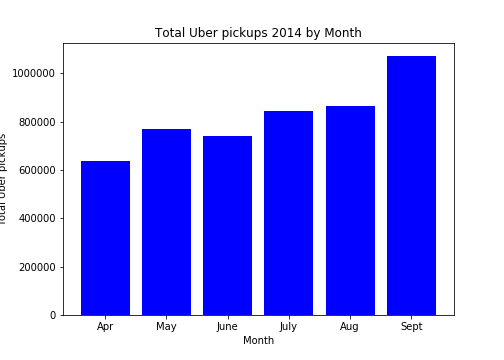 Total Uber pickups 2014 by Month
1000000
800000
600000
400000
200000
0
Total Uber pickups
Apr May June July Aug Sept
Month